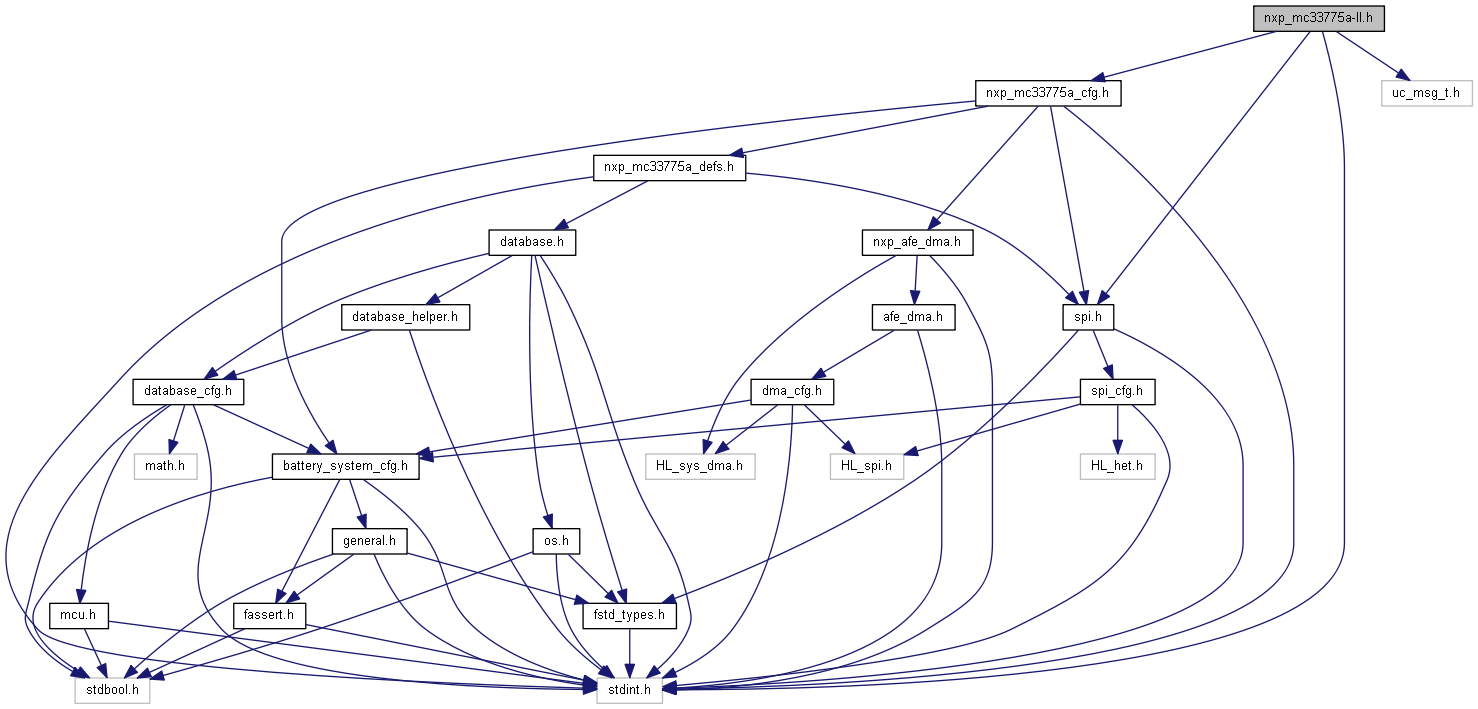 nxp_mc33775a-ll.h
nxp_mc33775a_cfg.h
uc_msg_t.h
nxp_mc33775a_defs.h
database.h
nxp_afe_dma.h
database_helper.h
afe_dma.h
spi.h
database_cfg.h
dma_cfg.h
spi_cfg.h
math.h
battery_system_cfg.h
HL_sys_dma.h
HL_spi.h
HL_het.h
general.h
os.h
mcu.h
fassert.h
fstd_types.h
stdbool.h
stdint.h